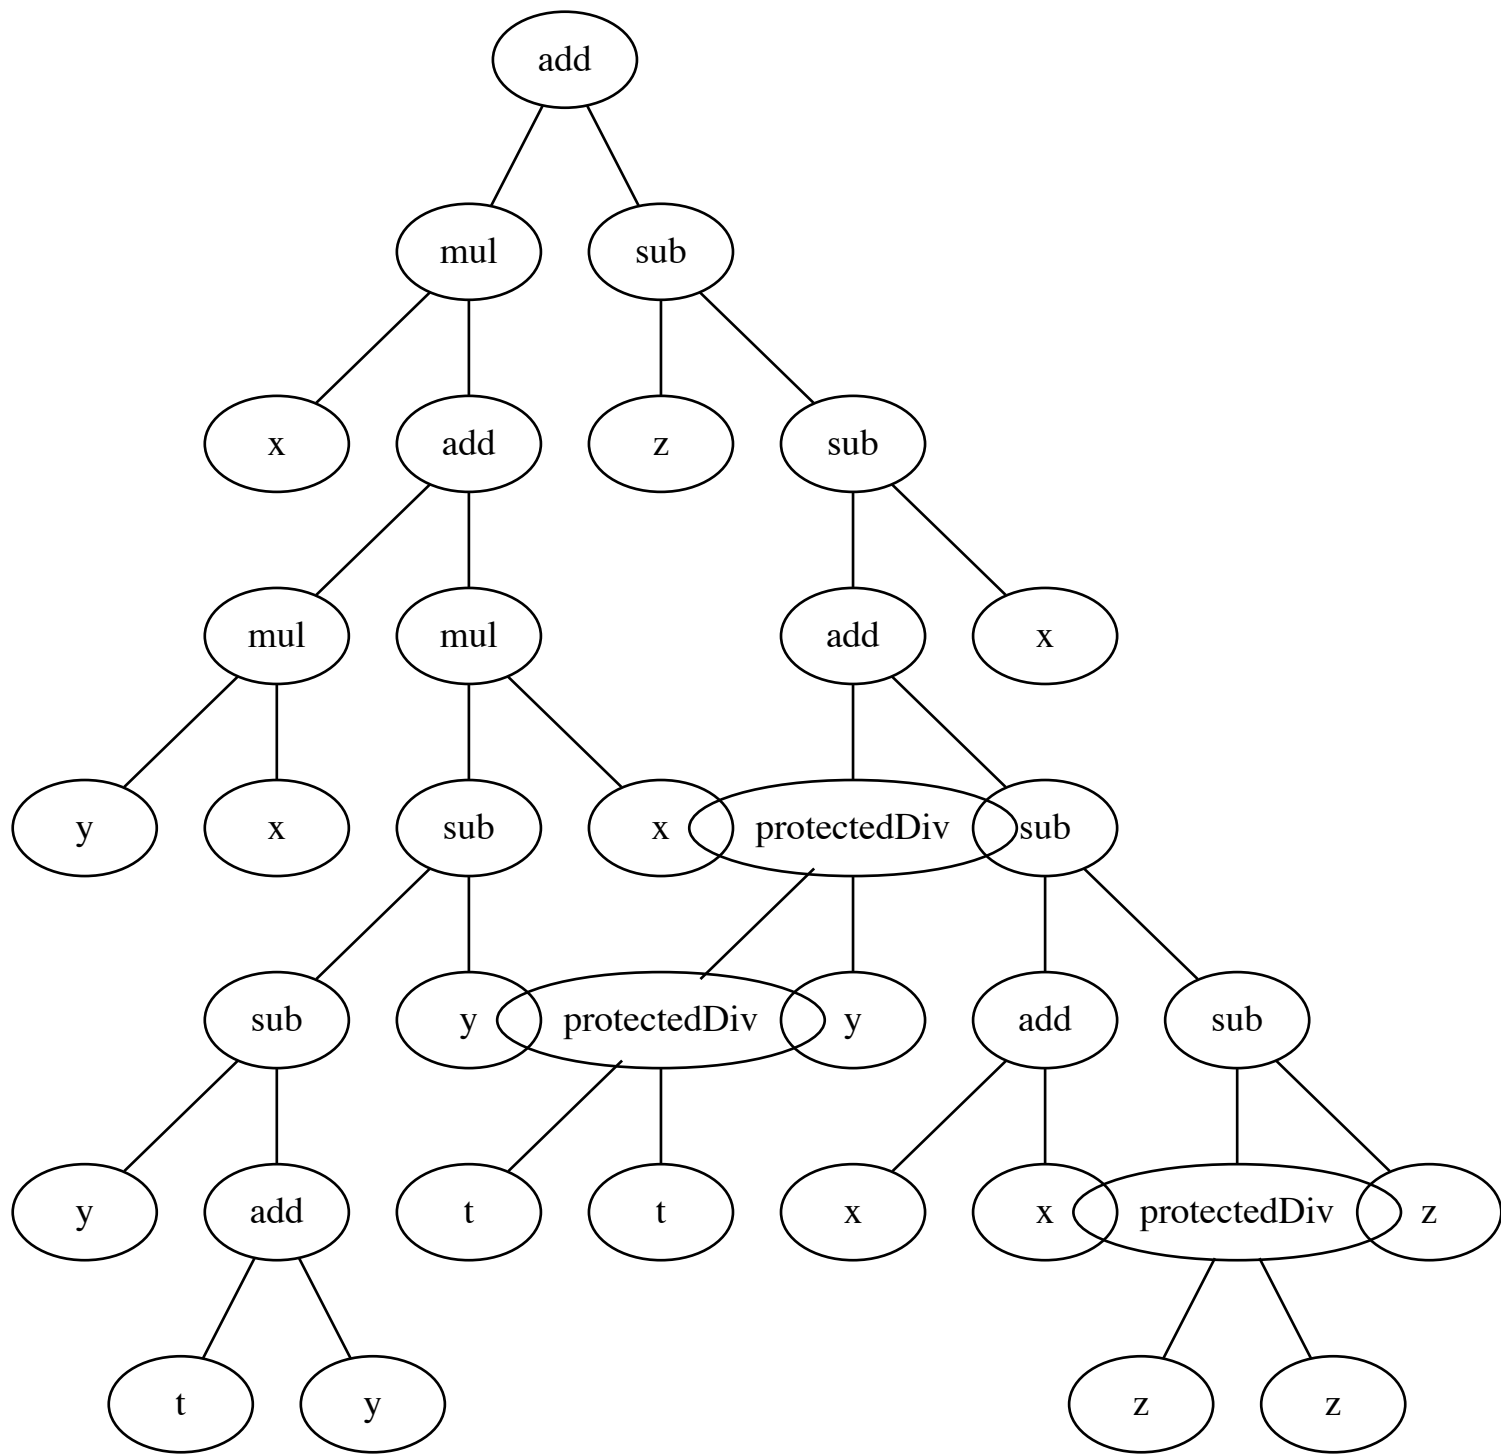 add
mul sub
x add z sub
mul mul add x
y x sub x protectedDiv sub
sub y protectedDiv y add sub
y add t t x x protectedDiv z
t y z z